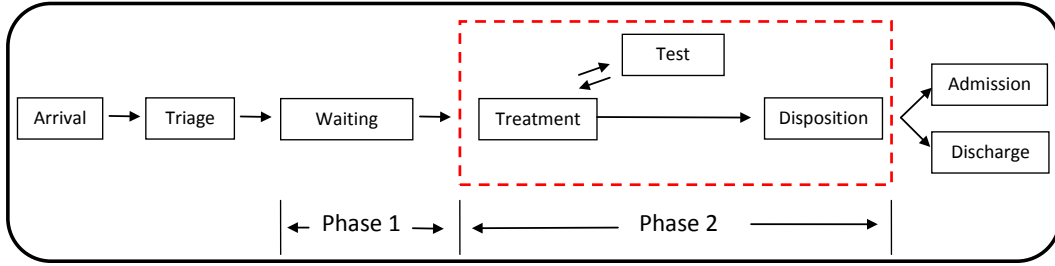 Test
Admission
Arrival
Triage
Waiting
Treatment
Disposition
Discharge
Phase 1
Phase 2